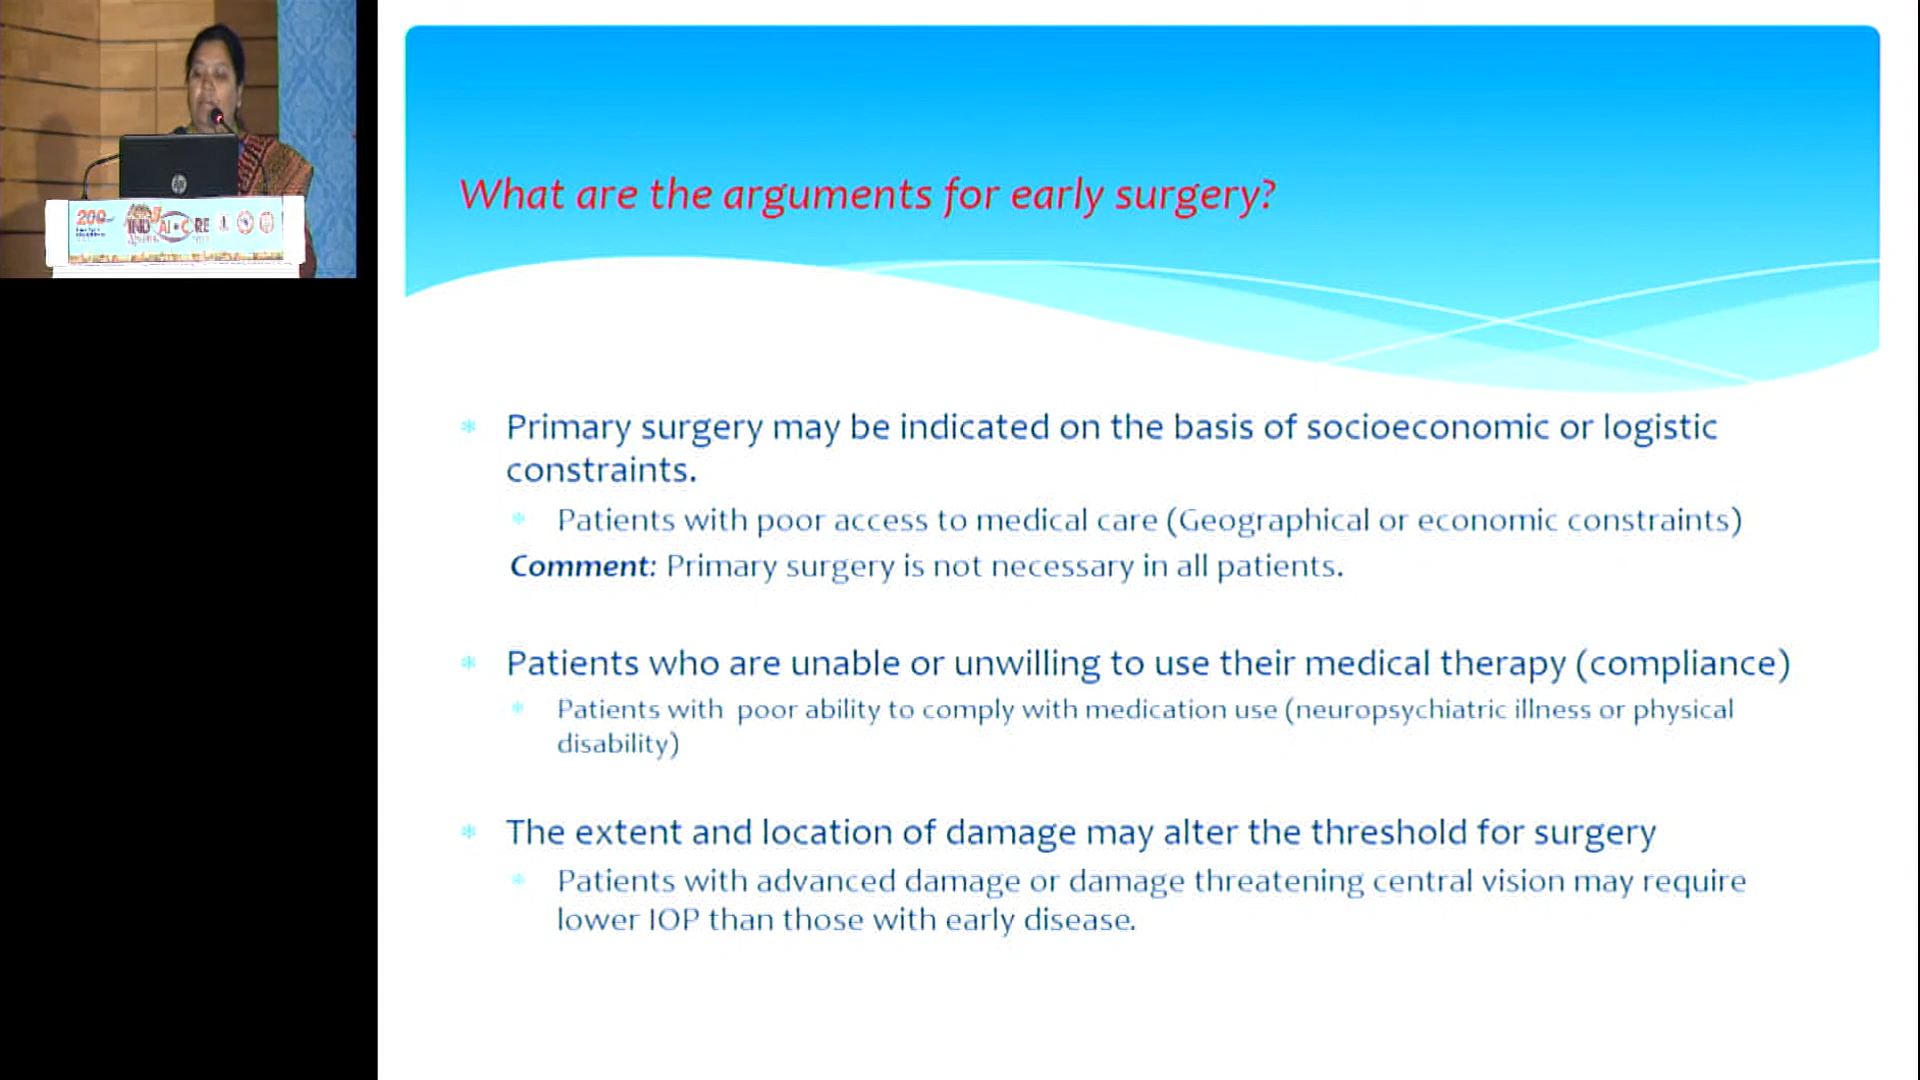 What are the arguments for early surgery?
* Primary surgery may be indicated on the basis of socioeconomic or logistic
constraints.
* Patients with poor access to medical care (Geographical or economic constraints)
Comment: Primary surgery is not necessary in all patients.
* Patients who are unable or unwilling to use their medical therapy (compliance)
* Patients with poor ability to comply with medication use (neuropsychiatric illness or physical
disability)
* The extent and location of damage may alter the threshold for surgery
* Patients with advanced damage or damage threatening central vision may require
lower IOP than those with early disease.
200